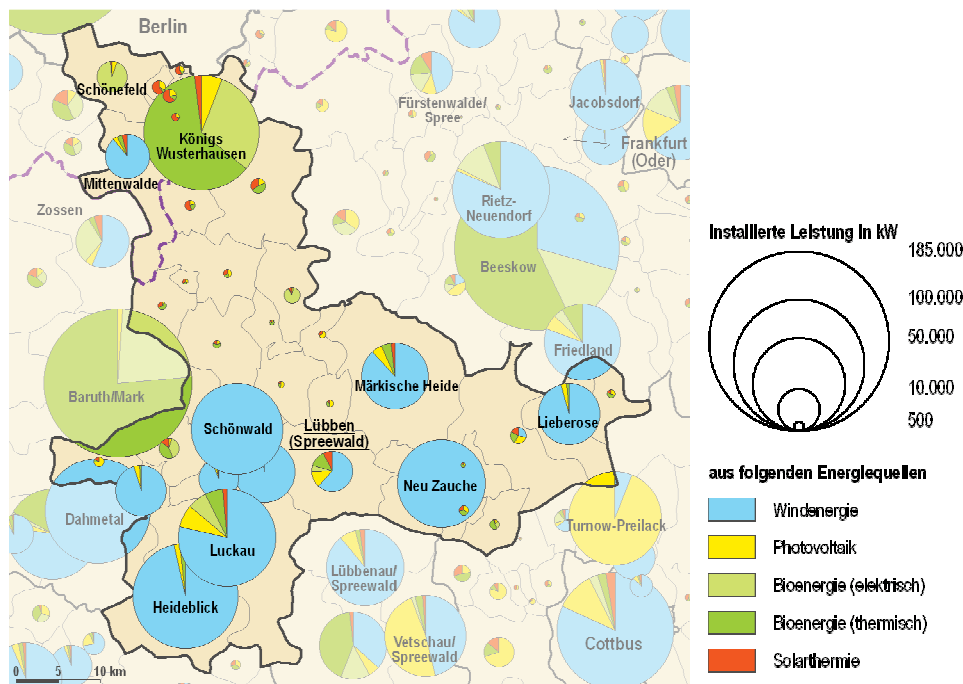 Berlin
Schönefeld
Königs
Wusterhausen
Mittenwalde
Zossen
Fürstenwalde/
Spree
Jacobsdorf
Frankfurt
(Oder)
Rietz-
Neuendorf
Beeskow
Friedland
Baruth/Mark
Märkische Heide
Schönwald
Lübben
(Spreewald)
Lieberose
Neu Zauche
Dahmetal
Luckau
Turnow-Preilack
Lübbenau/
Spreewald
Heideblick
Vetschau/
Spreewald
Cottbus
0 5 10 km
Installierte Leistung in kW
185.000
100.000
50.000
10.000
500
aus folgenden Energiequellen
Windenergie
Photovoltaik
Bioenergie (elektrisch)
Bioenergie (thermisch)
Solarthermie